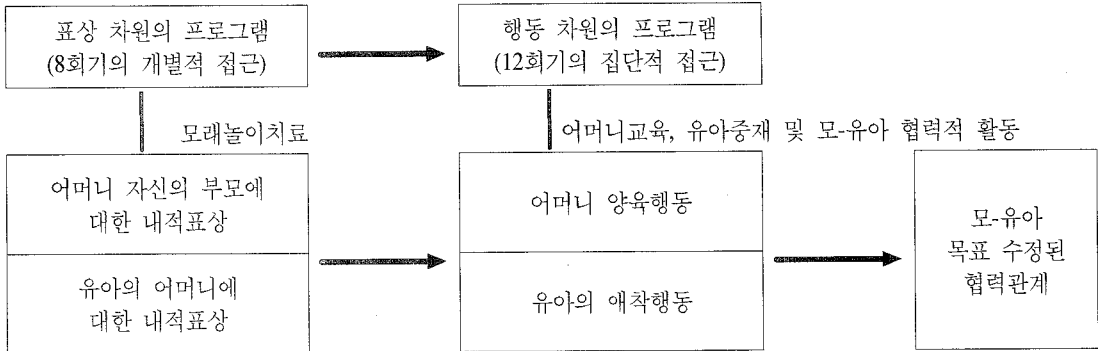 표상 차원의 프로그램
(8회기의 개별적 접근)
행동 차원의 프로그램
(12회기의 집단적 접근)
모래놀이치료
어머니교육, 유아중재 및 모-유아 협력적 활동
어머니 자신의 부모에
대한 내적표상
유아의 어머니에
대한 내적표상
어머니 양육행동
유아의 애착행동
모-유아
목표 수정된
협력관계